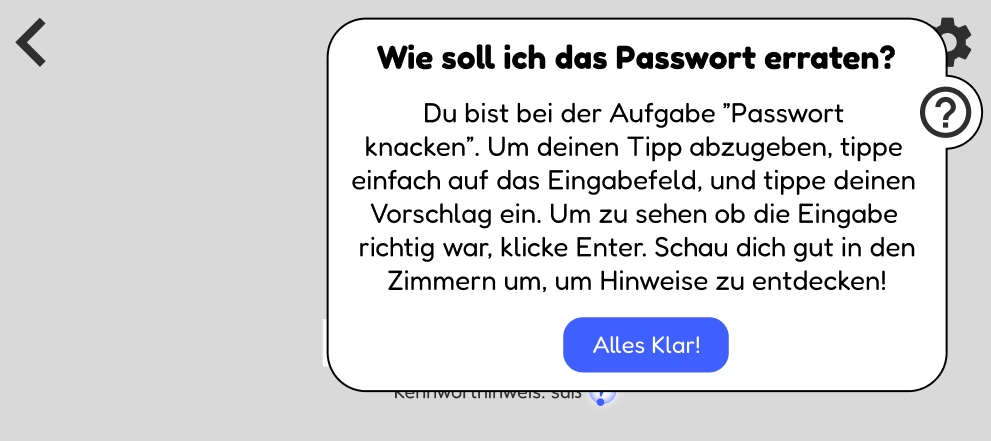 Wie soll ich das Passwort erraten?
Du bist bei der Aufgabe ”Passwort
knacken”. Um deinen Tipp abzugeben, tippe
einfach auf das Eingabefeld, und tippe deinen
Vorschlag ein. Um zu sehen ob die Eingabe
richtig war, klicke Enter. Schau dich gut in den
Zimmern um, um Hinweise zu entdecken!
Alles Klar!
Kennworthinweis: süß